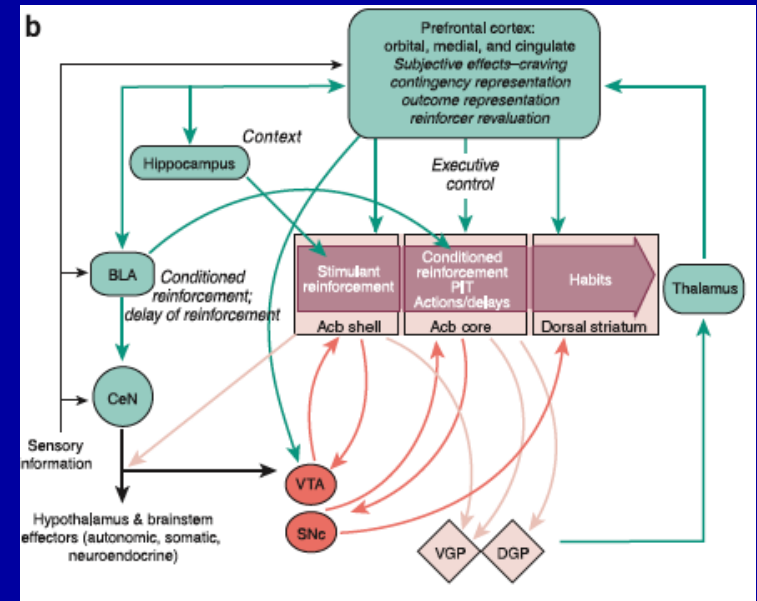 b
Prefrontal cortex:
orbital, medial, and cingulate
Subjective effects–craving
contingency representation
outcome representation
reinforcer revaluation
Context
Hippocampus
Executive
control
BLA
Conditioned
reinforcement;
delay of reinforcement
Stimulant
reinforcement
Conditioned
reinforcement
PIT
Actions/delays
Habits
Thalamus
Acb shell
Acb core
Dorsal striatum
CeN
Sensory
information
VTA
SNc
Hypothalamus & brainstem
effectors (autonomic, somatic,
neuroendocrine)
VGP
DGP